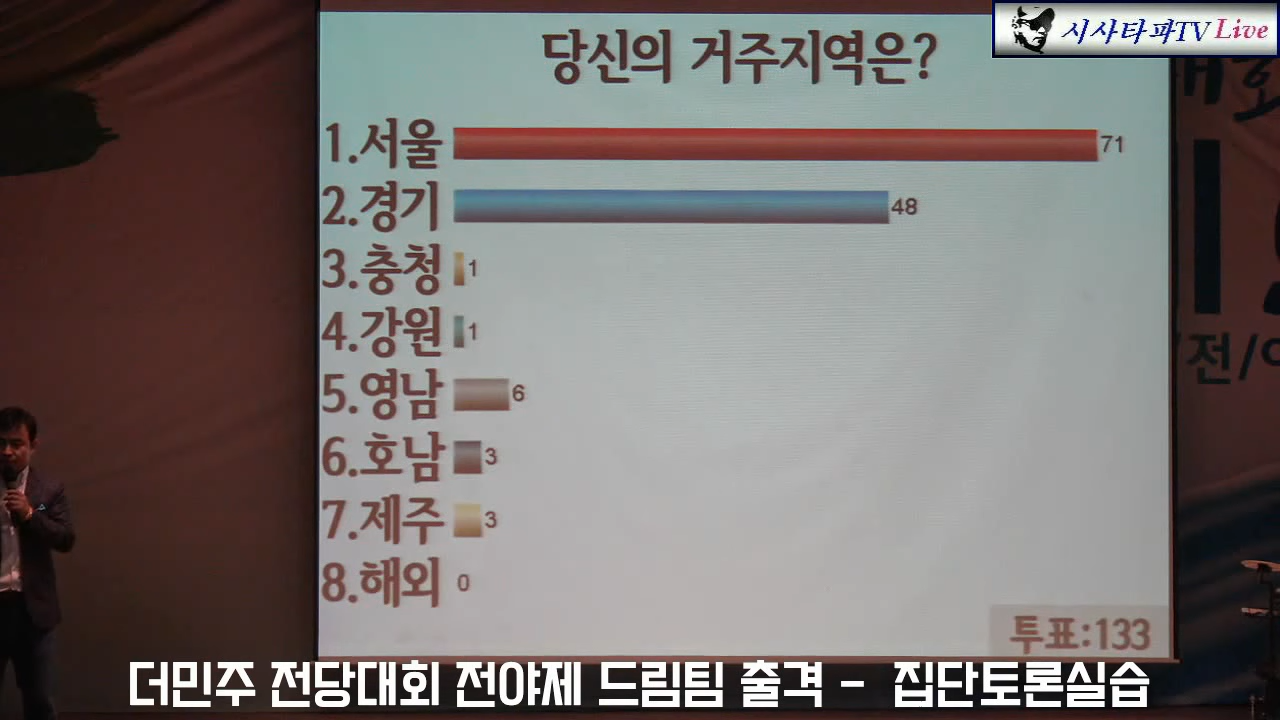 시사타파TV Live
당신의 거주지역은?
1.서울 71
2.경기 48
3.충청 1
4.강원 1
5.영남 6
6.호남 3
7.제주 3
8.해외 0
투표:133
/전/
더민주 전당대회 전야제 드림팀 출격 - 집단토론실습